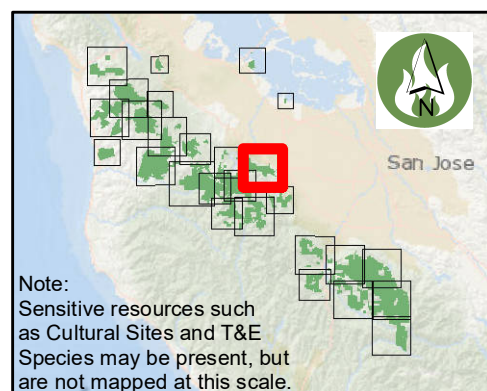 N
San Jose
Note:
Sensitive resources such
as Cultural Sites and T&E
Species may be present, but
are not mapped at this scale.